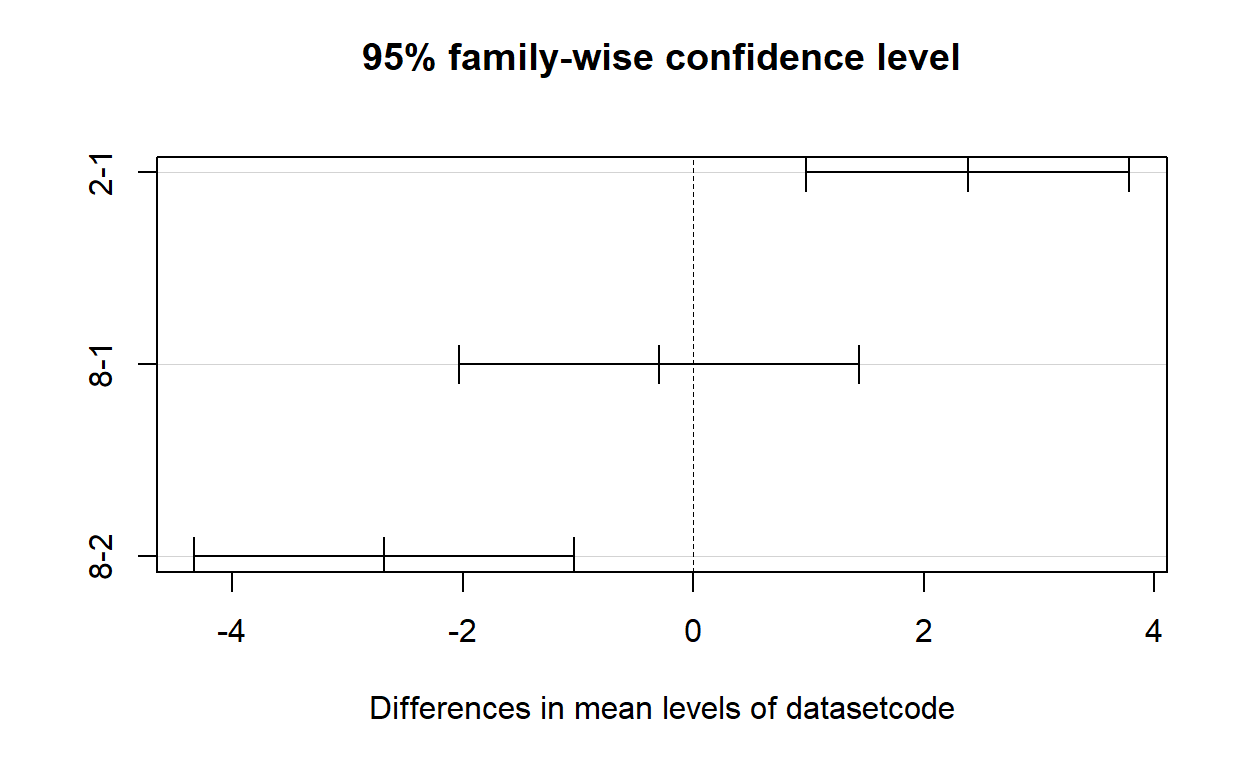 95% family-wise confidence level
2-1
8-1
8-2
-4 -2 0 2 4
Differences in mean levels of datasetcode